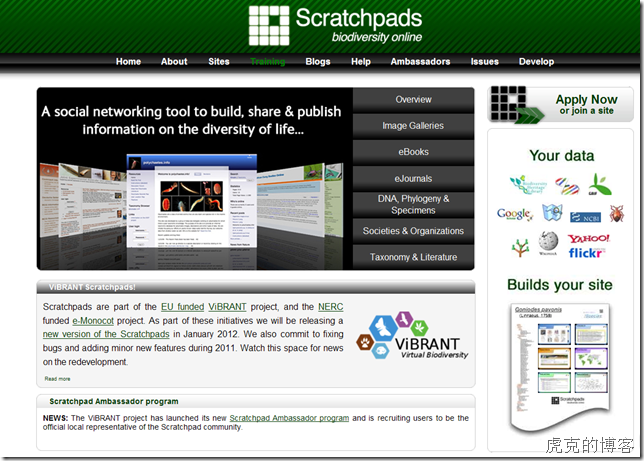 Scratchpads
biodiversity online
Home About Sites Training Blogs Help Ambassadors Issues Develop
A social networking tool to build, share & publish
information on the diversity of life...
Overview
Image Galleries
eBooks
eJournals
DNA, Phylogeny &
Specimens
Societies & Organizations
Taxonomy & Literature
Apply Now
or join a site
Your data
Google
NCBI
YAHOO!
flickr
Builds your site
Goniodes pavonis
(Linnaeus, 1758)
Scratchpads
ViBRANT Scratchpads!
Scratchpads are part of the EU funded ViBRANT project, and the NERC
funded e-Monocot project. As part of these initiatives we will be releasing a
new version of the Scratchpads in January 2012. We also commit to fixing
bugs and adding minor new features during 2011. Watch this space for news
on the redevelopment.
Read more
ViBRANT
Virtual Biodiversity
Scratchpad Ambassador program
NEWS: The ViBRANT project has launched its new Scratchpad Ambassador program and is recruiting users to be the
official local representative of the Scratchpad community.
虎克的博客